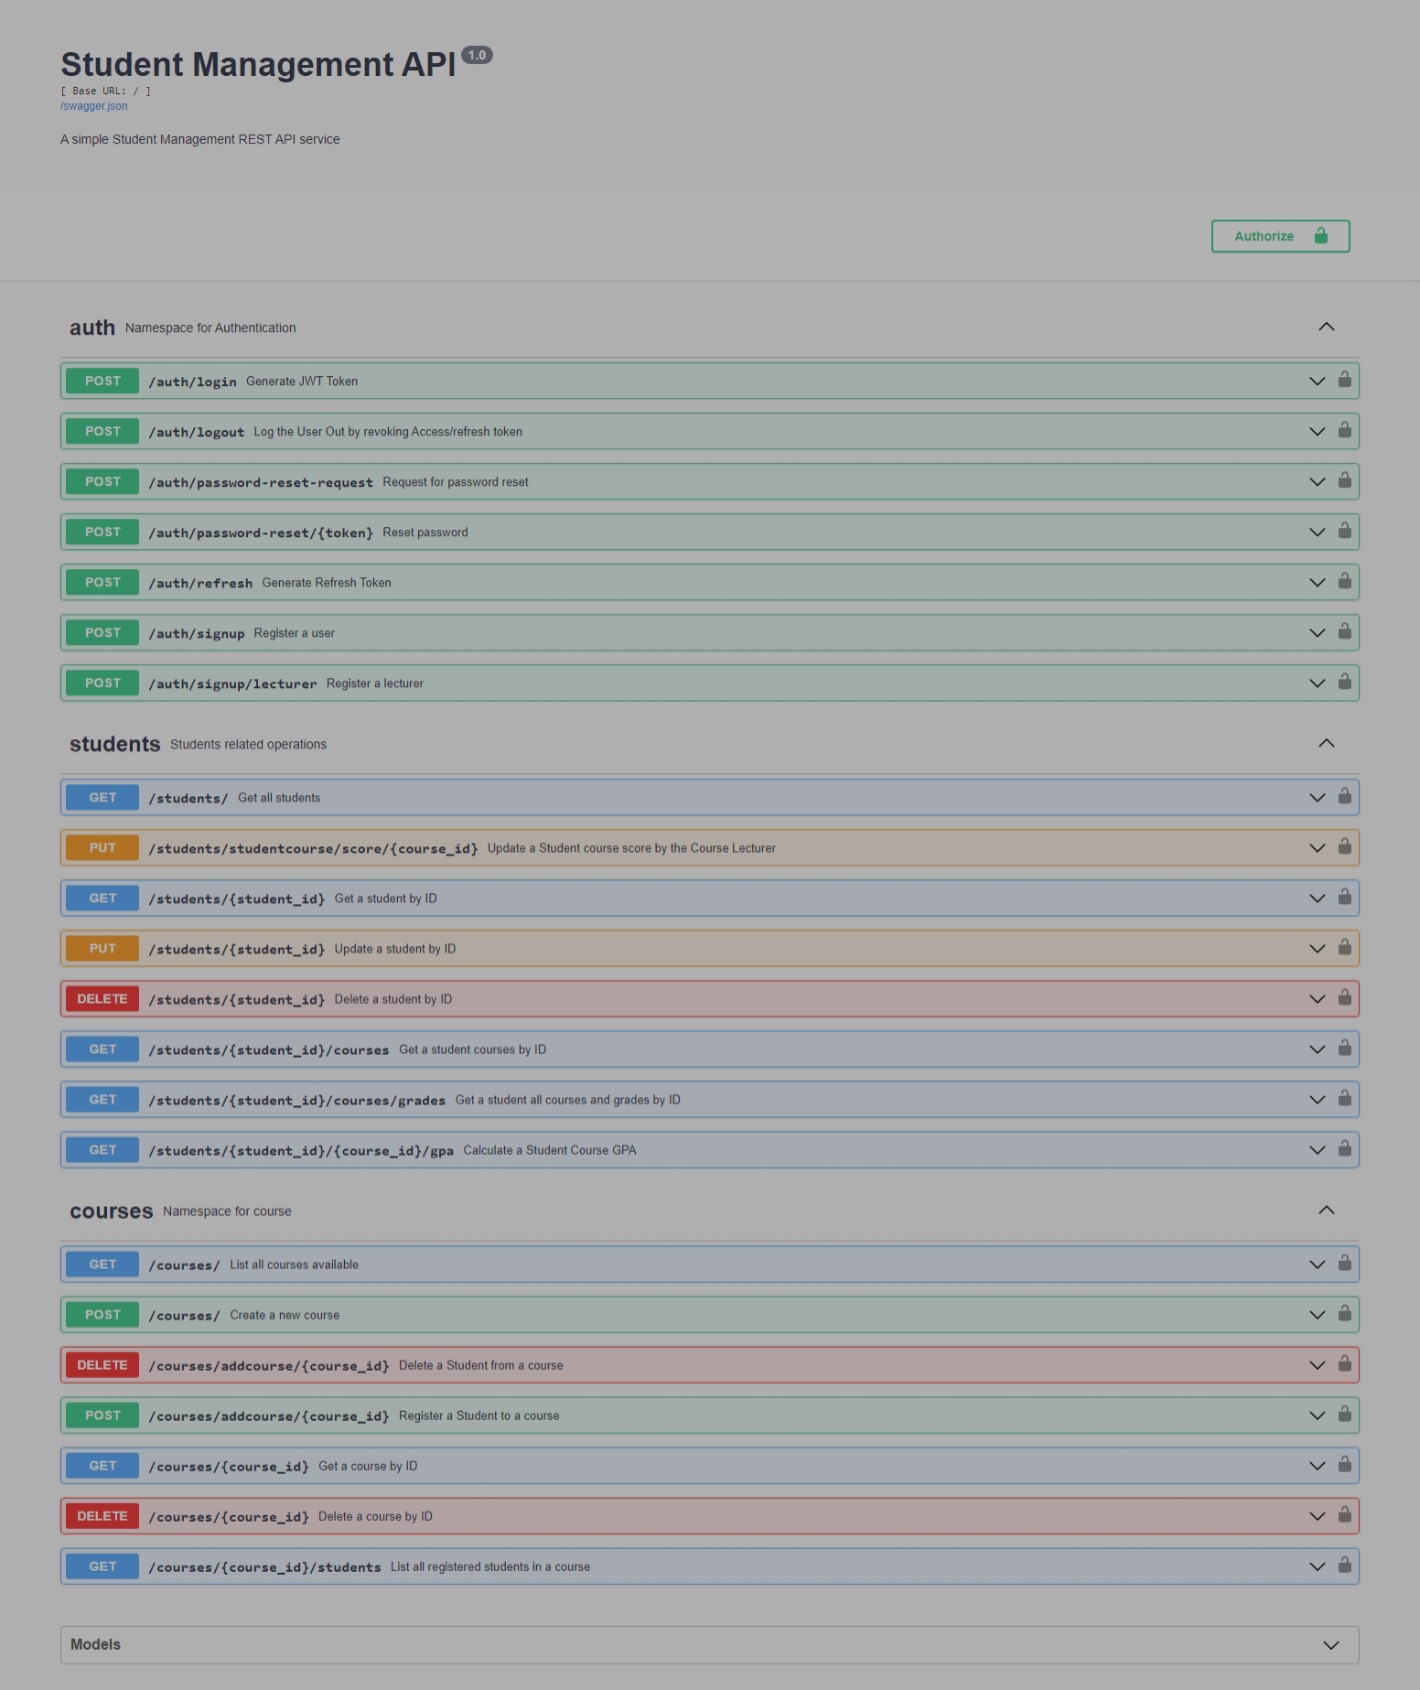 Student Management API 1.0
[ Base URL: / ]
/swagger.json
A simple Student Management REST API service
Authorize
auth Namespace for Authentication
POST /auth/login Generate JWT Token
POST /auth/logout Log the User Out by revoking Access/refresh token
POST /auth/password-reset-request Request for password reset
POST /auth/password-reset/{token} Reset password
POST /auth/refresh Generate Refresh Token
POST /auth/signup Register a user
POST /auth/signup/lecturer Register a lecturer
students Students related operations
GET /students/ Get all students
PUT /students/studentcourse/score/{course_id} Update a Student course score by the Course Lecturer
GET /students/{student_id} Get a student by ID
PUT /students/{student_id} Update a student by ID
DELETE /students/{student_id} Delete a student by ID
GET /students/{student_id}/courses Get a student courses by ID
GET /students/{student_id}/courses/grades Get a student all courses and grades by ID
GET /students/{student_id}/{course_id}/gpa Calculate a Student Course GPA
courses Namespace for course
GET /courses/ List all courses available
POST /courses/ Create a new course
DELETE /courses/addcourse/{course_id} Delete a Student from a course
POST /courses/addcourse/{course_id} Register a Student to a course
GET /courses/{course_id} Get a course by ID
DELETE /courses/{course_id} Delete a course by ID
GET /courses/{course_id}/students List all registered students in a course
Models